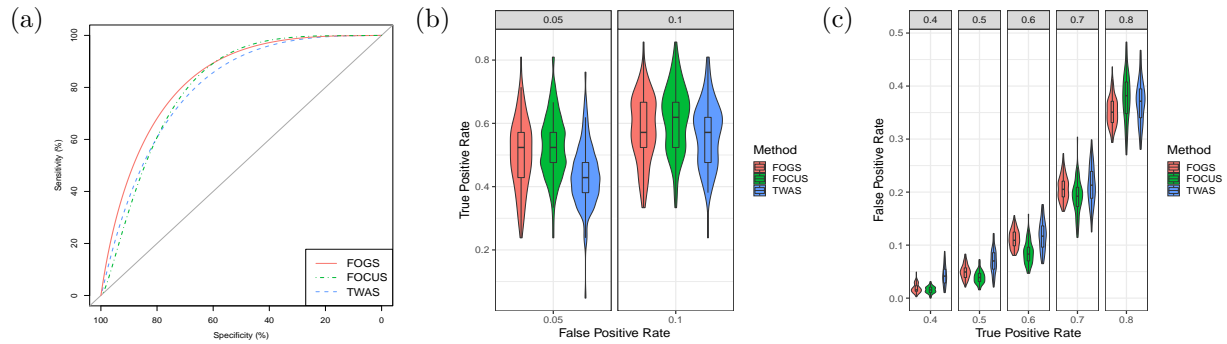 (a)
Sensitivity (%)
100
80
60
40
20
0
100 80 60 40 20 0
Specificity (%)
FOGS
FOCUS
TWAS
(b)
0.05 0.1
True Positive Rate
0.8
0.6
0.4
0.2
0.05 0.1
False Positive Rate
Method
FOGS
FOCUS
TWAS
(c)
0.4 0.5 0.6 0.7 0.8
False Positive Rate
0.5
0.4
0.3
0.2
0.1
0.0
0.4 0.5 0.6 0.7 0.8
True Positive Rate
Method
FOGS
FOCUS
TWAS